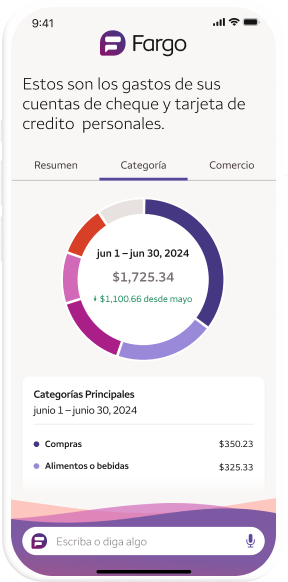 9:41
Fargo
Estos son los gastos de sus
cuentas de cheque y tarjeta de
credito personales.
Resumen Categoría Comercio
jun 1 – jun 30, 2024
$1,725.34
$1,100.66 desde mayo
Categorías Principales
junio 1 – junio 30, 2024
Compras $350.23
Alimentos o bebidas $325.33
Escriba o diga algo